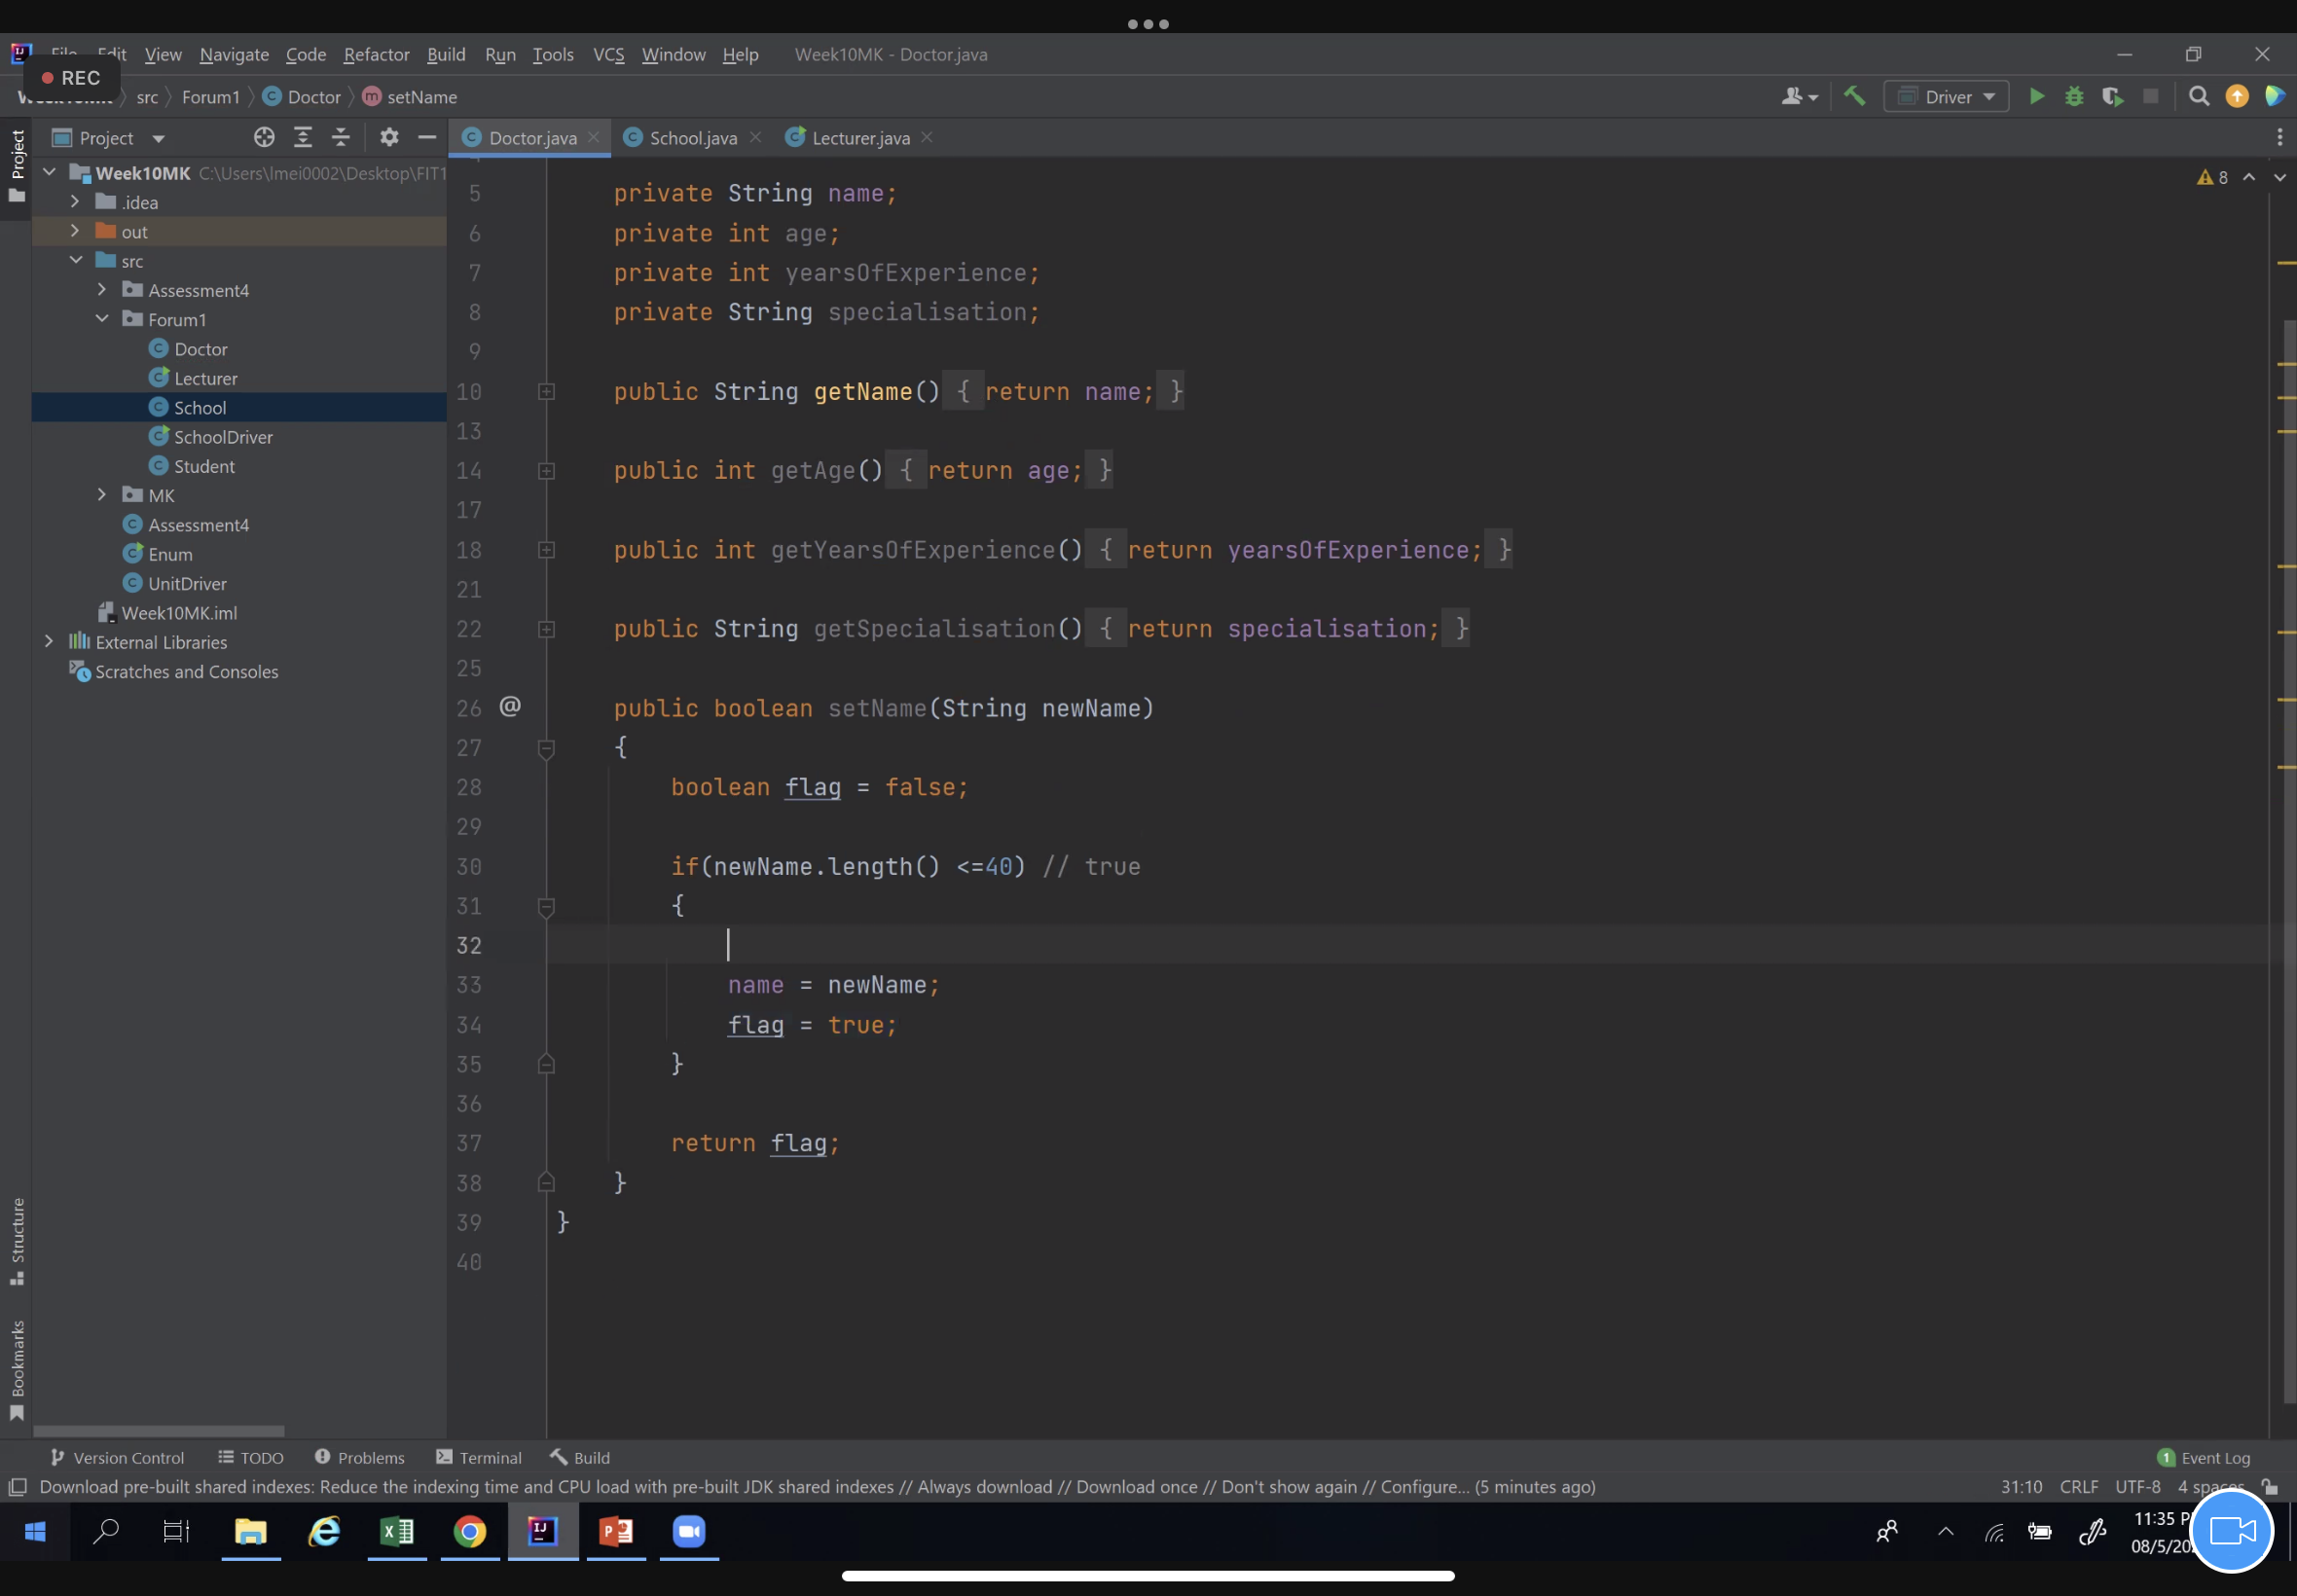 File Edit View Navigate Code Refactor Build Run Tools VCS Window Help Week10MK - Doctor.java
REC
Week10MK src Forum1 Doctor setName Driver
Project Doctor.java School.java Lecturer.java
Project
Week10MK C:\Users\lmei0002\Desktop\FIT1
.idea
out
src
Assessment4
Forum1
Doctor
Lecturer
School
SchoolDriver
Student
MK
Assessment4
Enum
UnitDriver
Week10MK.iml
External Libraries
Scratches and Consoles
8
5 private String name;
6 private int age;
7 private int yearsOfExperience;
8 private String specialisation;
9
10 public String getName() { return name; }
13
14 public int getAge() { return age; }
17
18 public int getYearsOfExperience() { return yearsOfExperience; }
21
22 public String getSpecialisation() { return specialisation; }
25
26 @ public boolean setName(String newName)
27 {
28 boolean flag = false;
29
30 if(newName.length() <=40) // true
31 {
32
33 name = newName;
34 flag = true;
35 }
36
37 return flag;
38 }
39 }
40
Structure
Bookmarks
Version Control TODO Problems Terminal Build 1 Event Log
Download pre-built shared indexes: Reduce the indexing time and CPU load with pre-built JDK shared indexes // Always download // Download once // Don't show again // Configure... (5 minutes ago) 31:10 CRLF UTF-8 4 spaces
11:35 P
08/5/20